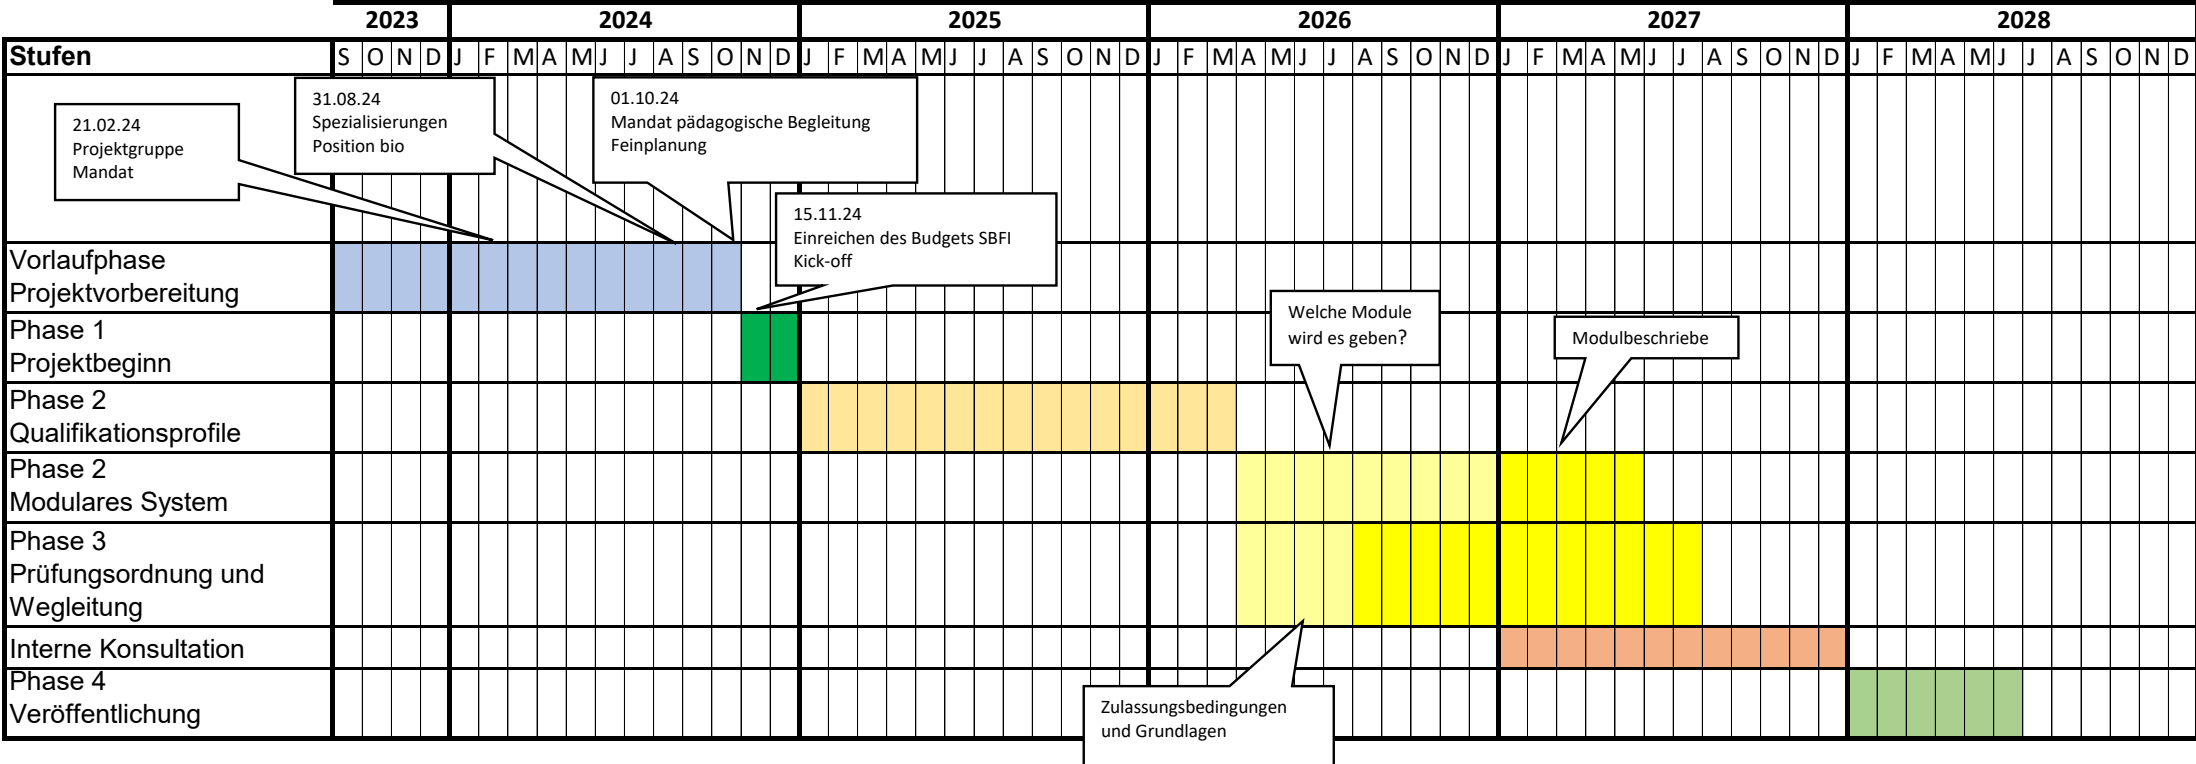 2023 2024 2025 2026 2027 2028
Stufen S O N D J F M A M J J A S O N D J F M A M J J A S O N D J F M A M J J A S O N D J F M A M J J A S O N D J F M A M J J A S O N D
21.02.24
Projektgruppe
Mandat
31.08.24
Spezialisierungen
Position bio
01.10.24
Mandat pädagogische Begleitung
Feinplanung
15.11.24
Einreichen des Budgets SBFI
Kick-off
Vorlaufphase
Projektvorbereitung
Welche Module
wird es geben?
Modulbeschriebe
Phase 1
Projektbeginn
Phase 2
Qualifikationsprofile
Phase 2
Modulares System
Phase 3
Prüfungsordnung und
Wegleitung
Interne Konsultation
Phase 4
Veröffentlichung
Zulassungsbedingungen
und Grundlagen